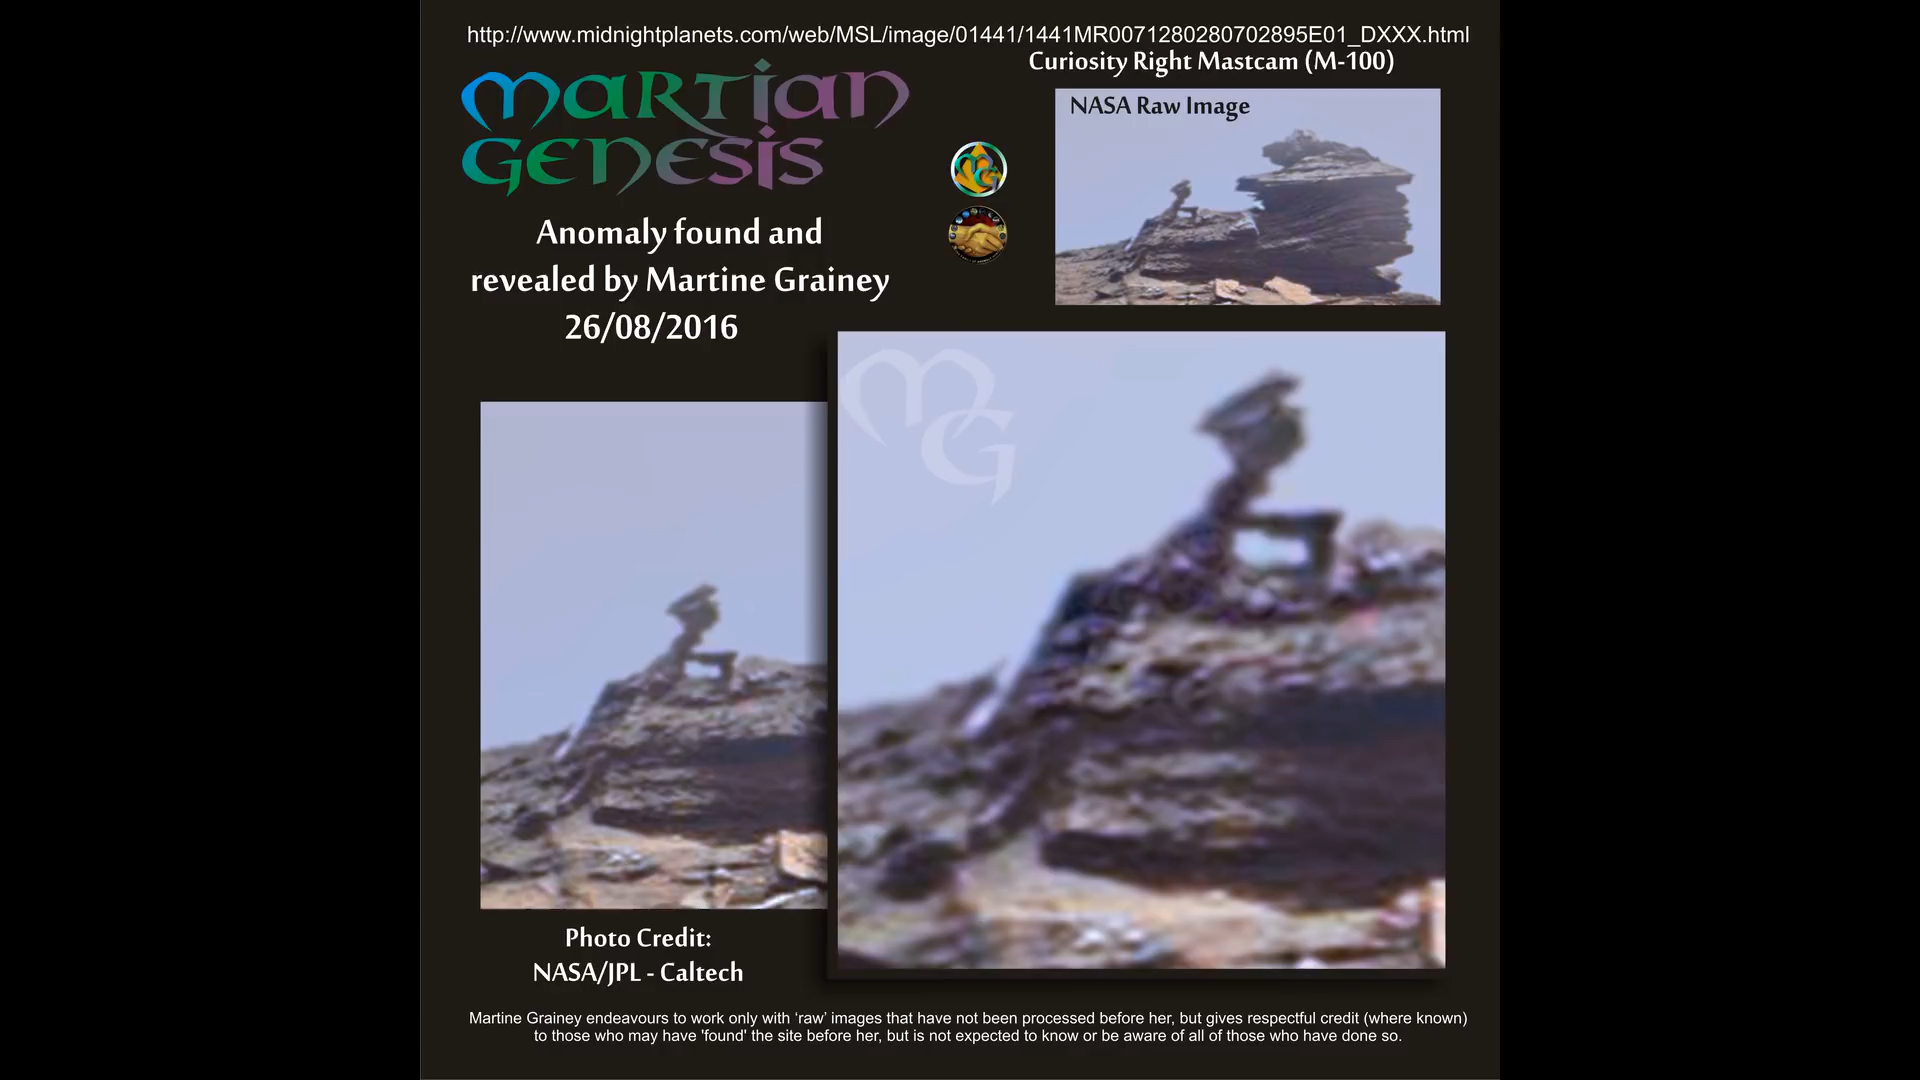 http://www.midnightplanets.com/web/MSL/image/01441/1441MR0071280280702895E01_DXXX.html
Curiosity Right Mastcam (M-100)
MARTIAN
GENESIS
NASA Raw Image
Anomaly found and
revealed by Martine Grainey
26/08/2016
MG
Photo Credit:
NASA/JPL - Caltech
Martine Grainey endeavours to work only with ‘raw’ images that have not been processed before her, but gives respectful credit (where known)
to those who may have 'found' the site before her, but is not expected to know or be aware of all of those who have done so.